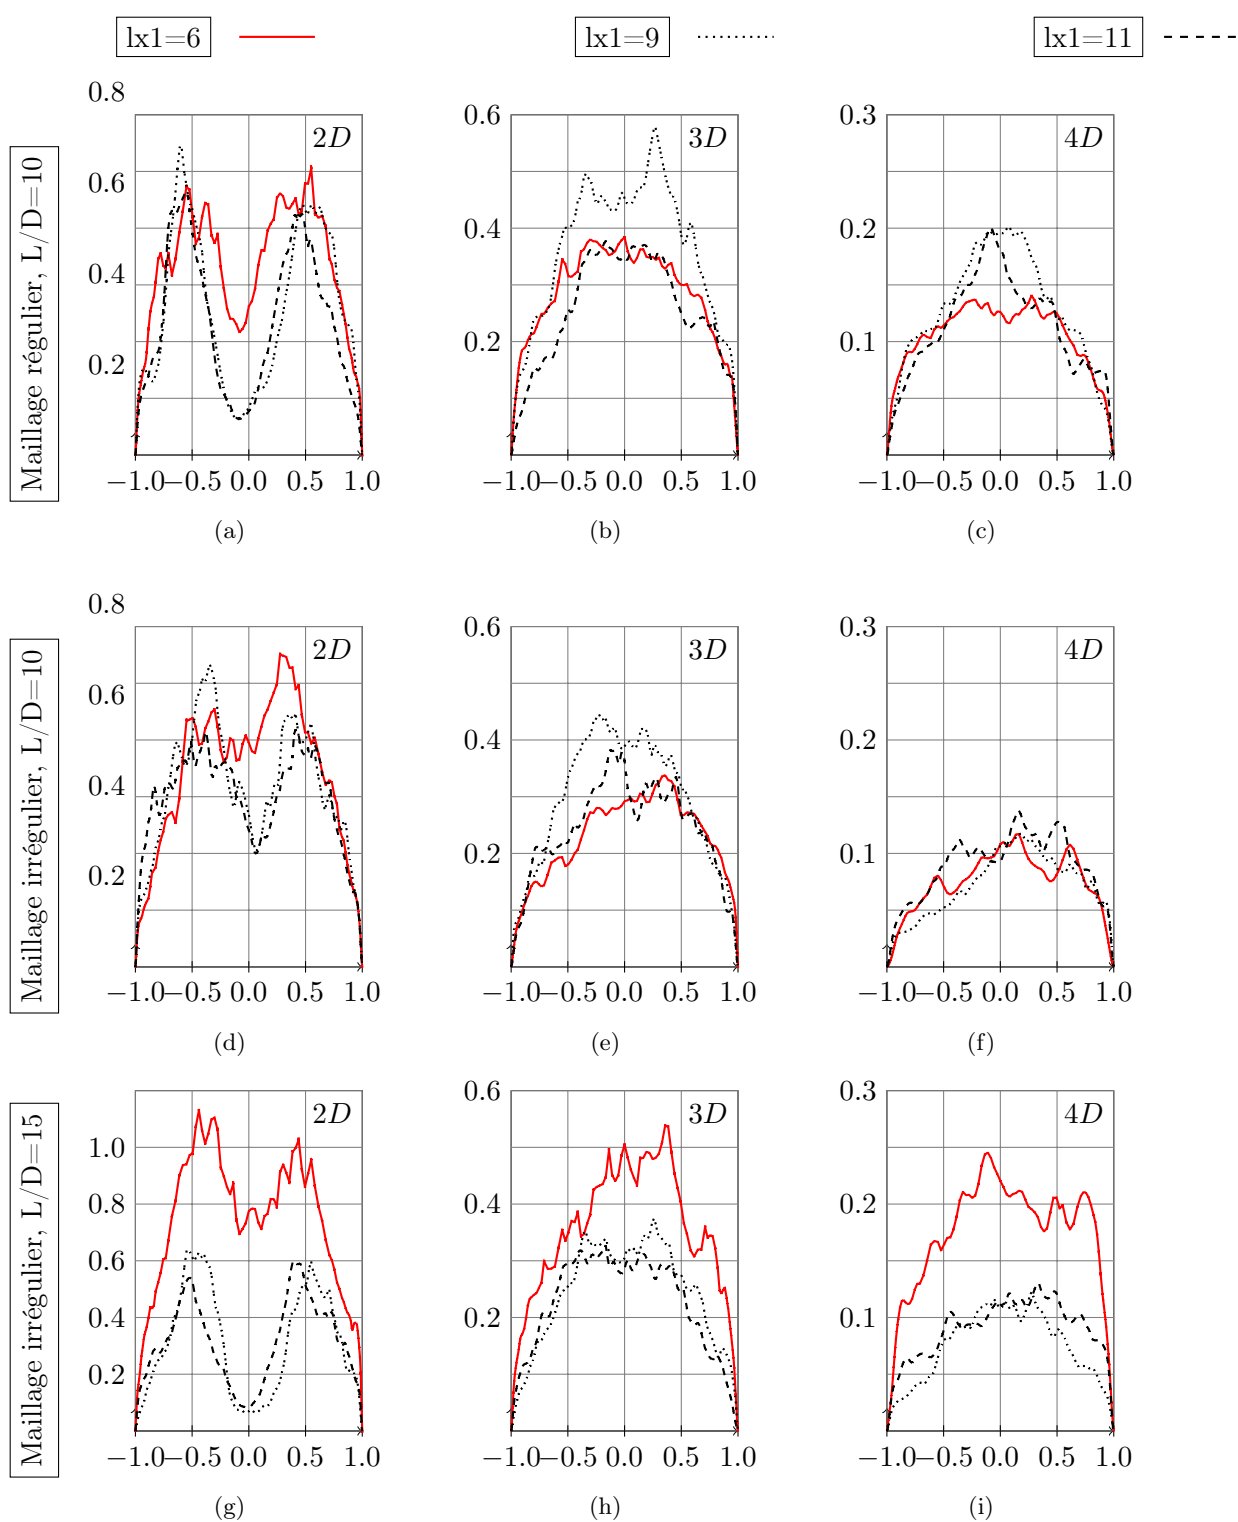 lx1=6 lx1=9 lx1=11
Maillage régulier, L/D=10
0.8
0.6
0.4
0.2
2D
−1.0 −0.5 0.0 0.5 1.0
(a)
0.6
0.4
0.2
3D
−1.0 −0.5 0.0 0.5 1.0
(b)
0.3
0.2
0.1
4D
−1.0 −0.5 0.0 0.5 1.0
(c)
Maillage irrégulier, L/D=10
0.8
0.6
0.4
0.2
2D
−1.0 −0.5 0.0 0.5 1.0
(d)
0.6
0.4
0.2
3D
−1.0 −0.5 0.0 0.5 1.0
(e)
0.3
0.2
0.1
4D
−1.0 −0.5 0.0 0.5 1.0
(f)
Maillage irrégulier, L/D=15
1.0
0.8
0.6
0.4
0.2
2D
−1.0 −0.5 0.0 0.5 1.0
(g)
0.6
0.4
0.2
3D
−1.0 −0.5 0.0 0.5 1.0
(h)
0.3
0.2
0.1
4D
−1.0 −0.5 0.0 0.5 1.0
(i)